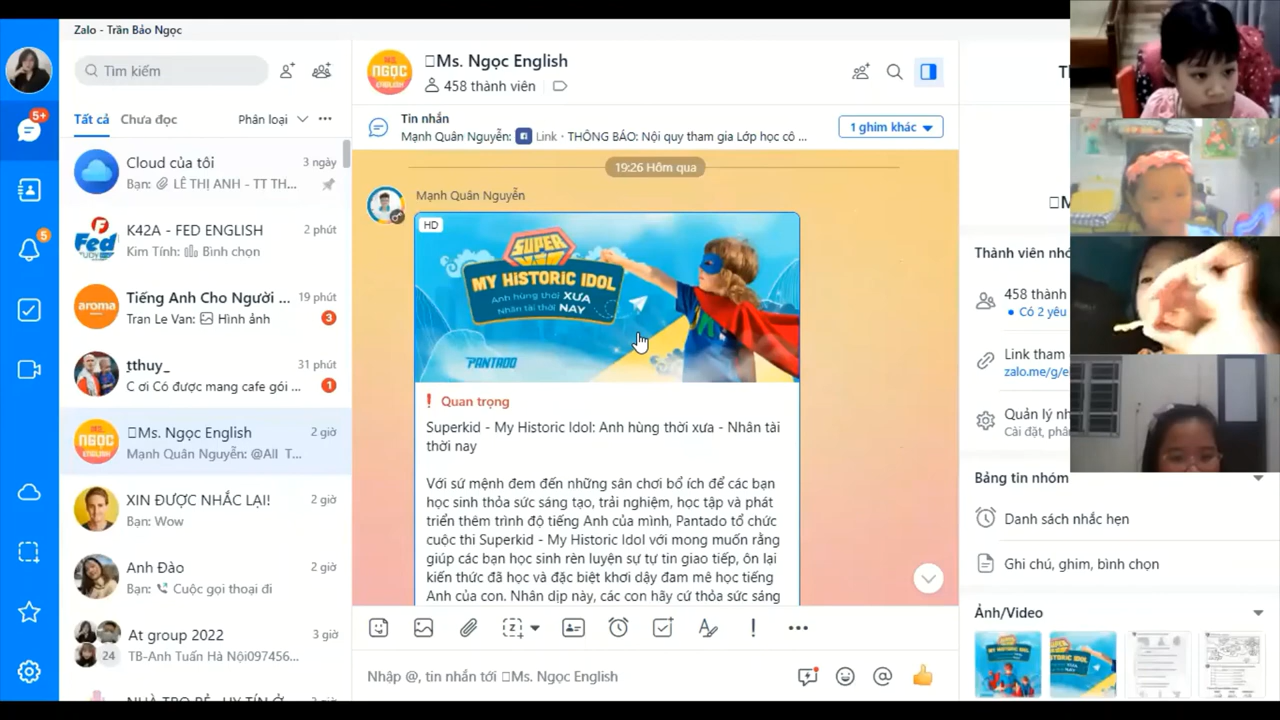 Zalo - Trần Bảo Ngọc
Tìm kiếm
Tất cả Chưa đọc Phân loại
Cloud của tôi 3 ngày
Bạn: LÊ THỊ ANH - TT TH...
K42A - FED ENGLISH 2 phút
Kim Tính: Bình chọn
Tiếng Anh Cho Người ... 19 phút
Tran Le Van: Hình ảnh 3
ṭthuy_ 31 phút
C ơi Có được mang cafe gói ... 1
Ms. Ngọc English 2 giờ
Mạnh Quân Nguyễn: @All T...
XIN ĐƯỢC NHẮC LẠI! 2 giờ
Bạn: Wow
Anh Đào 2 giờ
Bạn: Cuộc gọi thoại đi
At group 2022 3 giờ
24 TB-Anh Tuấn Hà Nội097456...
5+
5
Fed
aroma
MS. NGỌC ENGLISH
Ms. Ngọc English
458 thành viên
Tin nhắn
Mạnh Quân Nguyễn: Link · THÔNG BÁO: Nội quy tham gia Lớp học cô ...
1 ghim khác
19:26 Hôm qua
Mạnh Quân Nguyễn
HD
SUPER KID
MY HISTORIC IDOL
Anh hùng thời XƯA
Nhân tài thời NAY
PANTADO
Quan trọng
Superkid - My Historic Idol: Anh hùng thời xưa - Nhân tài
thời nay
Với sứ mệnh đem đến những sân chơi bổ ích để các bạn
học sinh thỏa sức sáng tạo, trải nghiệm, học tập và phát
triển thêm trình độ tiếng Anh của mình, Pantado tổ chức
cuộc thi Superkid - My Historic Idol với mong muốn rằng
giúp các bạn học sinh rèn luyện sự tự tin giao tiếp, ôn lại
kiến thức đã học và đặc biệt khơi dậy đam mê học tiếng
Anh của con. Nhân dịp này, các con hãy cứ thỏa sức sáng
Nhập @, tin nhắn tới Ms. Ngọc English
Thành viên nhó
458 thành
Có 2 yêu
Link tham
zalo.me/g/e
Quản lý nh
Cài đặt, phâ
Bảng tin nhóm
Danh sách nhắc hẹn
Ghi chú, ghim, bình chọn
Ảnh/Video